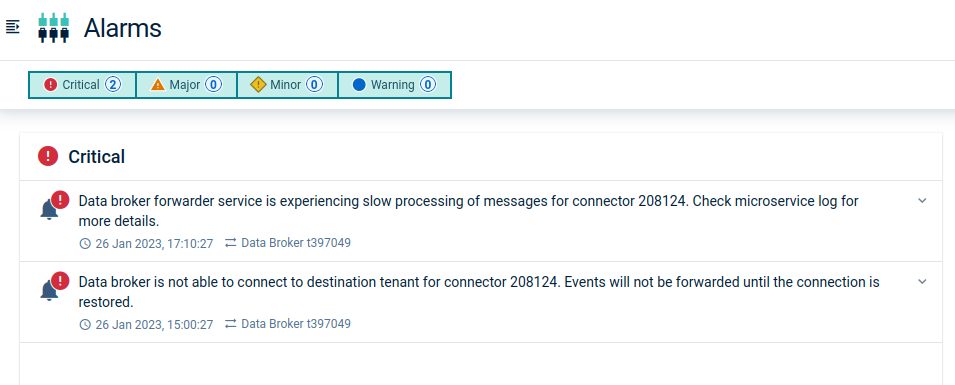 Alarms
Critical 2 Major 0 Minor 0 Warning 0
Critical
Data broker forwarder service is experiencing slow processing of messages for connector 208124. Check microservice log for
more details.
26 Jan 2023, 17:10:27 Data Broker t397049
Data broker is not able to connect to destination tenant for connector 208124. Events will not be forwarded until the connection is
restored.
26 Jan 2023, 15:00:27 Data Broker t397049